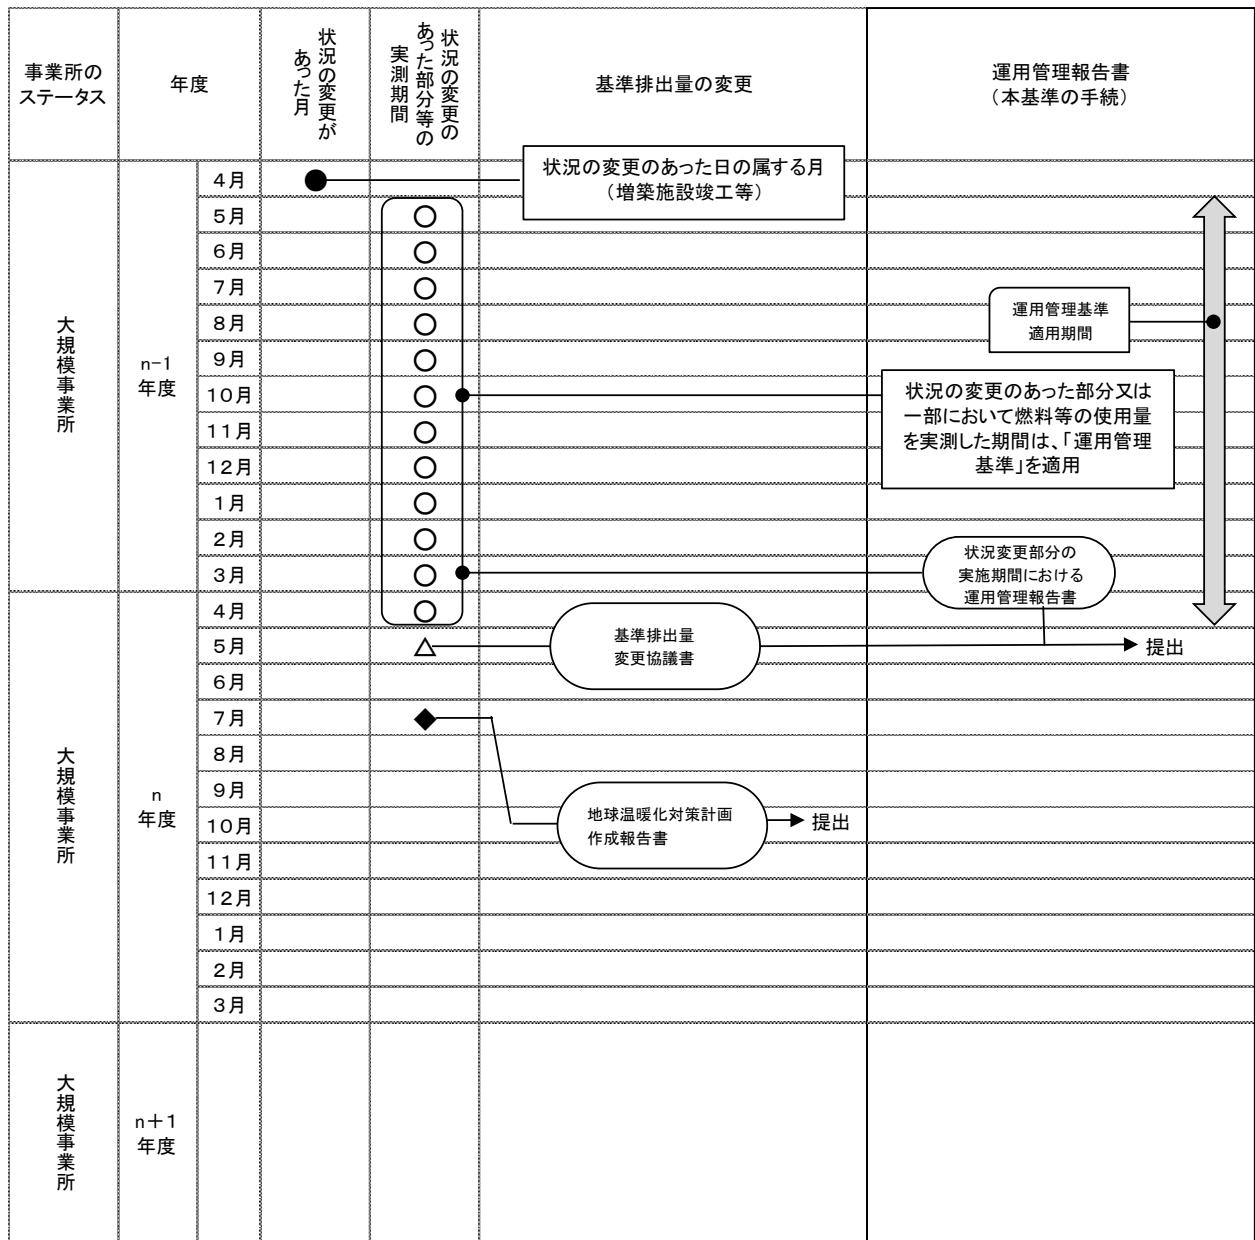 事業所の
ステータス
年度
状況の変更が
あった月
状況の変更の
あった部分等の
実測期間
基準排出量の変更
運用管理報告書
（本基準の手続）
大規模事業所
n-1
年度
4月
状況の変更のあった日の属する月
（増築施設竣工等）
5月
6月
7月
8月
運用管理基準
適用期間
9月
10月
状況の変更のあった部分又は
一部において燃料等の使用量
を実測した期間は、「運用管理
基準」を適用
11月
12月
1月
2月
3月
状況変更部分の
実施期間における
運用管理報告書
大規模事業所
n
年度
4月
5月
基準排出量
変更協議書
提出
6月
7月
8月
9月
10月
地球温暖化対策計画
作成報告書
提出
11月
12月
1月
2月
3月
大規模事業所
n＋1
年度